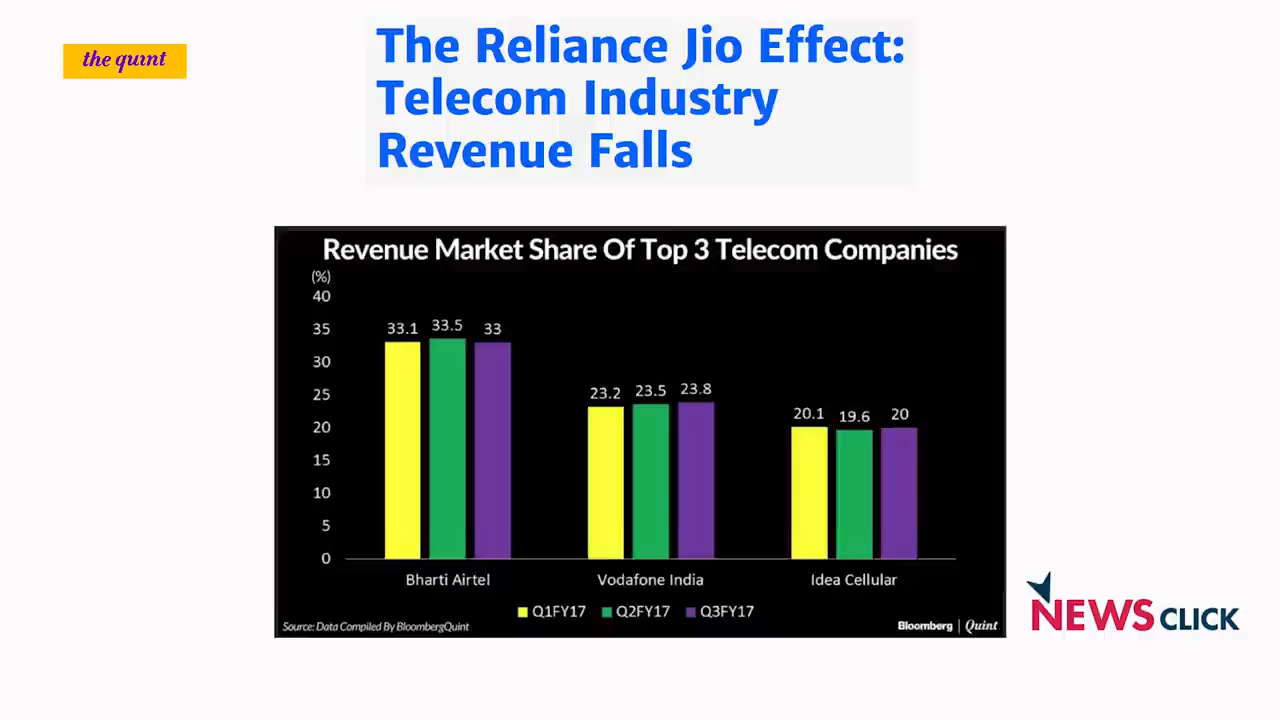 the quint
The Reliance Jio Effect:
Telecom Industry
Revenue Falls
Revenue Market Share Of Top 3 Telecom Companies
(%)
40
35
30
25
20
15
10
5
0
33.1 33.5 33
23.2 23.5 23.8
20.1 19.6 20
Bharti Airtel Vodafone India Idea Cellular
Q1FY17 Q2FY17 Q3FY17
Source: Data Compiled By BloombergQuint
Bloomberg | Quint
NEWS CLICK